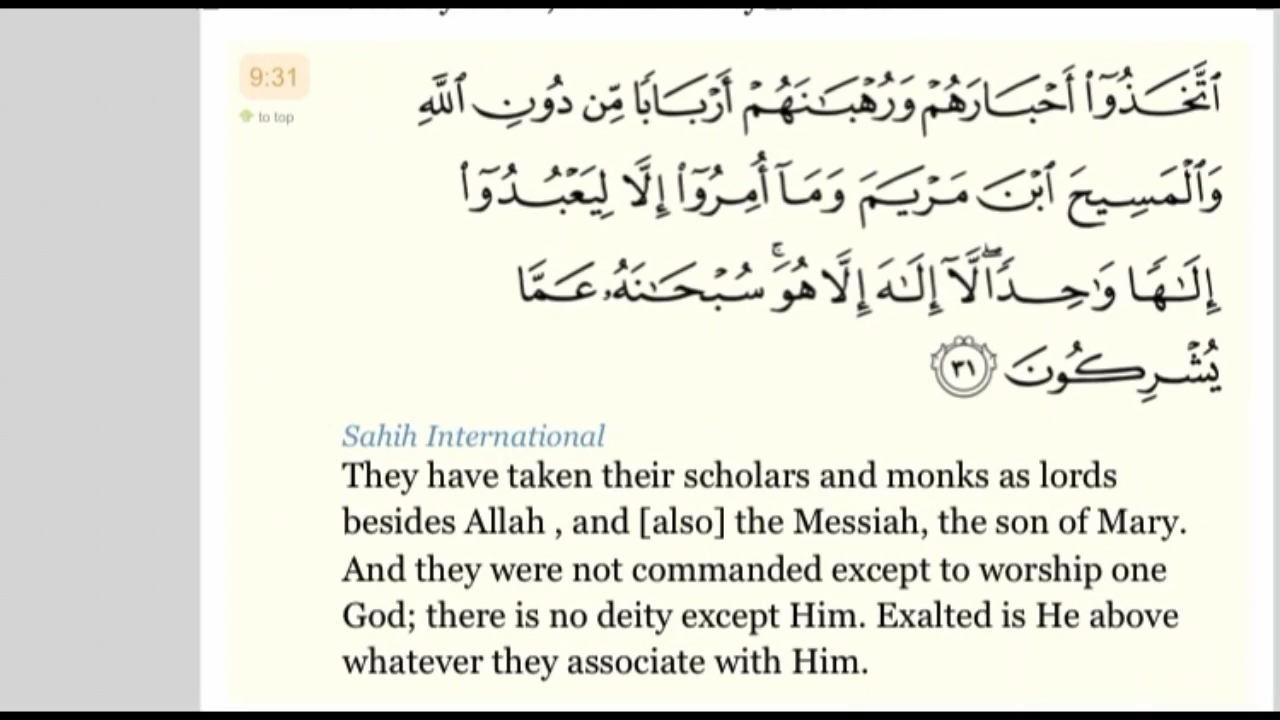 9:31
to top
ٱتَّخَذُوٓا۟ أَحْبَارَهُمْ وَرُهْبَـٰنَهُمْ أَرْبَابًا مِّن دُونِ ٱللَّهِ
وَٱلْمَسِيحَ ٱبْنَ مَرْيَمَ وَمَآ أُمِرُوٓا۟ إِلَّا لِيَعْبُدُوٓا۟
إِلَـٰهًا وَٰحِدًا ۖ لَّآ إِلَـٰهَ إِلَّا هُوَ ۚ سُبْحَـٰنَهُۥ عَمَّا
يُشْرِكُونَ ٣١
Sahih International
They have taken their scholars and monks as lords
besides Allah , and [also] the Messiah, the son of Mary.
And they were not commanded except to worship one
God; there is no deity except Him. Exalted is He above
whatever they associate with Him.